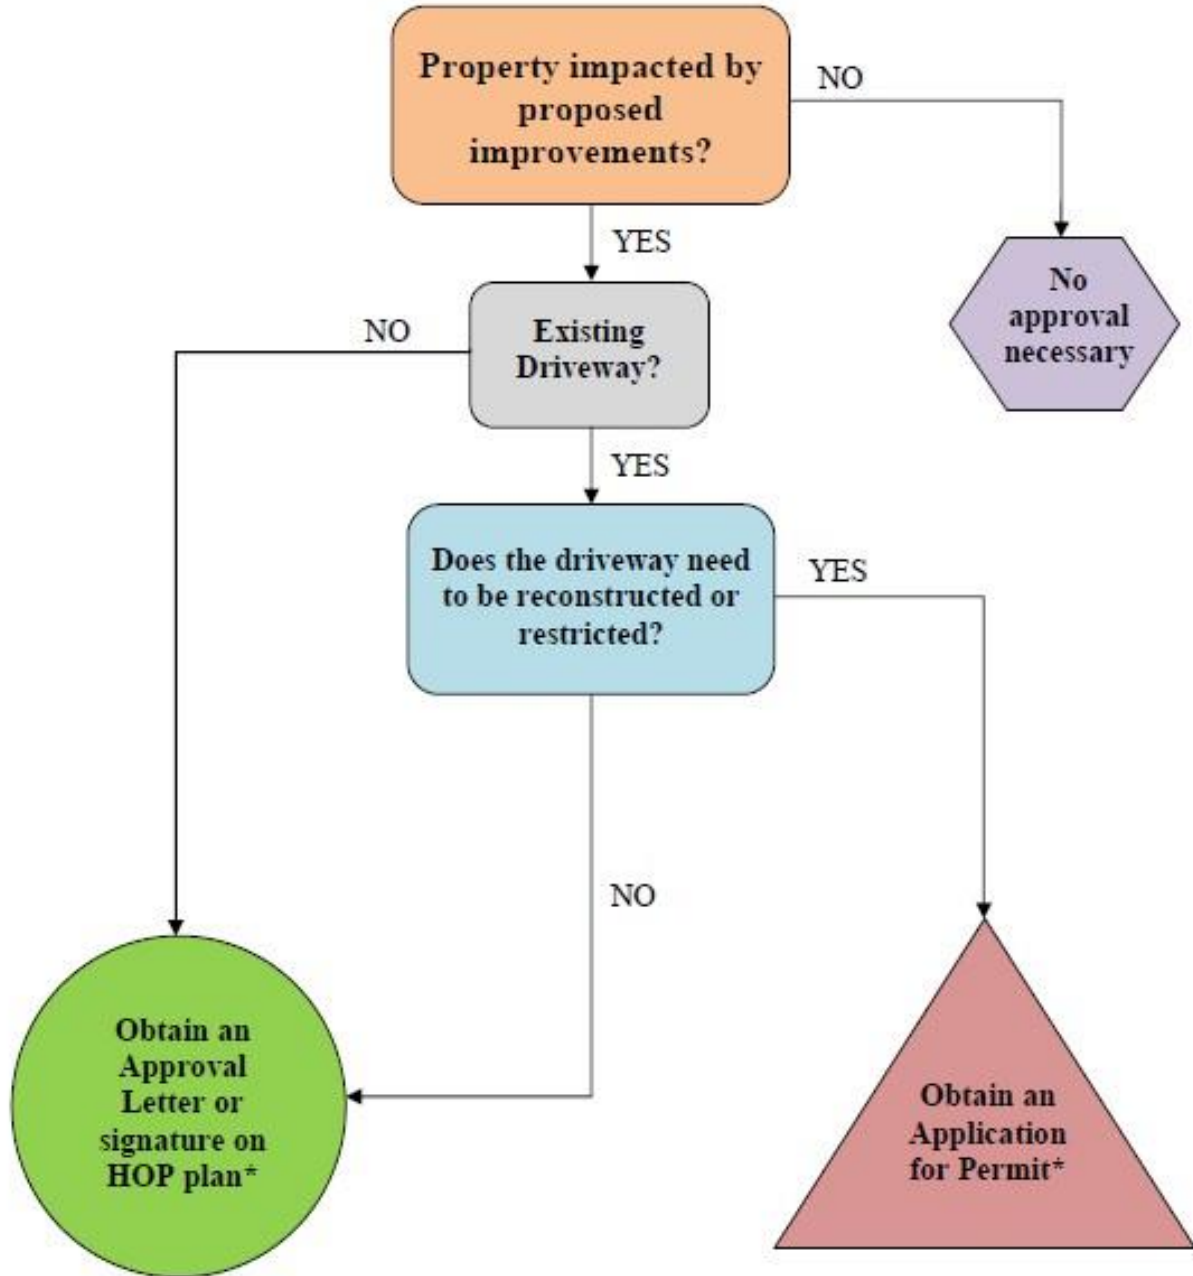 Property impacted by
proposed
improvements?
NO
YES
No
approval
necessary
NO
Existing
Driveway?
YES
Does the driveway need
to be reconstructed or
restricted?
YES
NO
Obtain an
Approval
Letter or
signature on
HOP plan*
Obtain an
Application
for Permit*